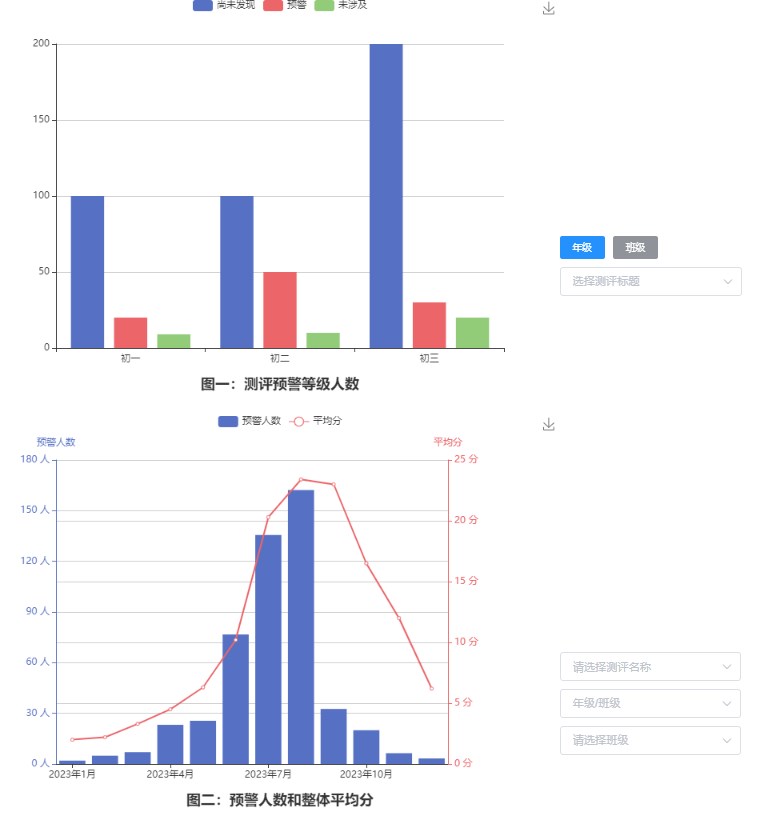 尚未发现 预警 未涉及
200
150
100
50
0
初一 初二 初三
图一：测评预警等级人数
年级 班级
选择测评标题
预警人数 平均分
预警人数 平均分
180 人 25 分
150 人 20 分
120 人 15 分
90 人 10 分
60 人 5 分
30 人 0 分
0 人
2023年1月 2023年4月 2023年7月 2023年10月
图二：预警人数和整体平均分
请选择测评名称
年级/班级
请选择班级